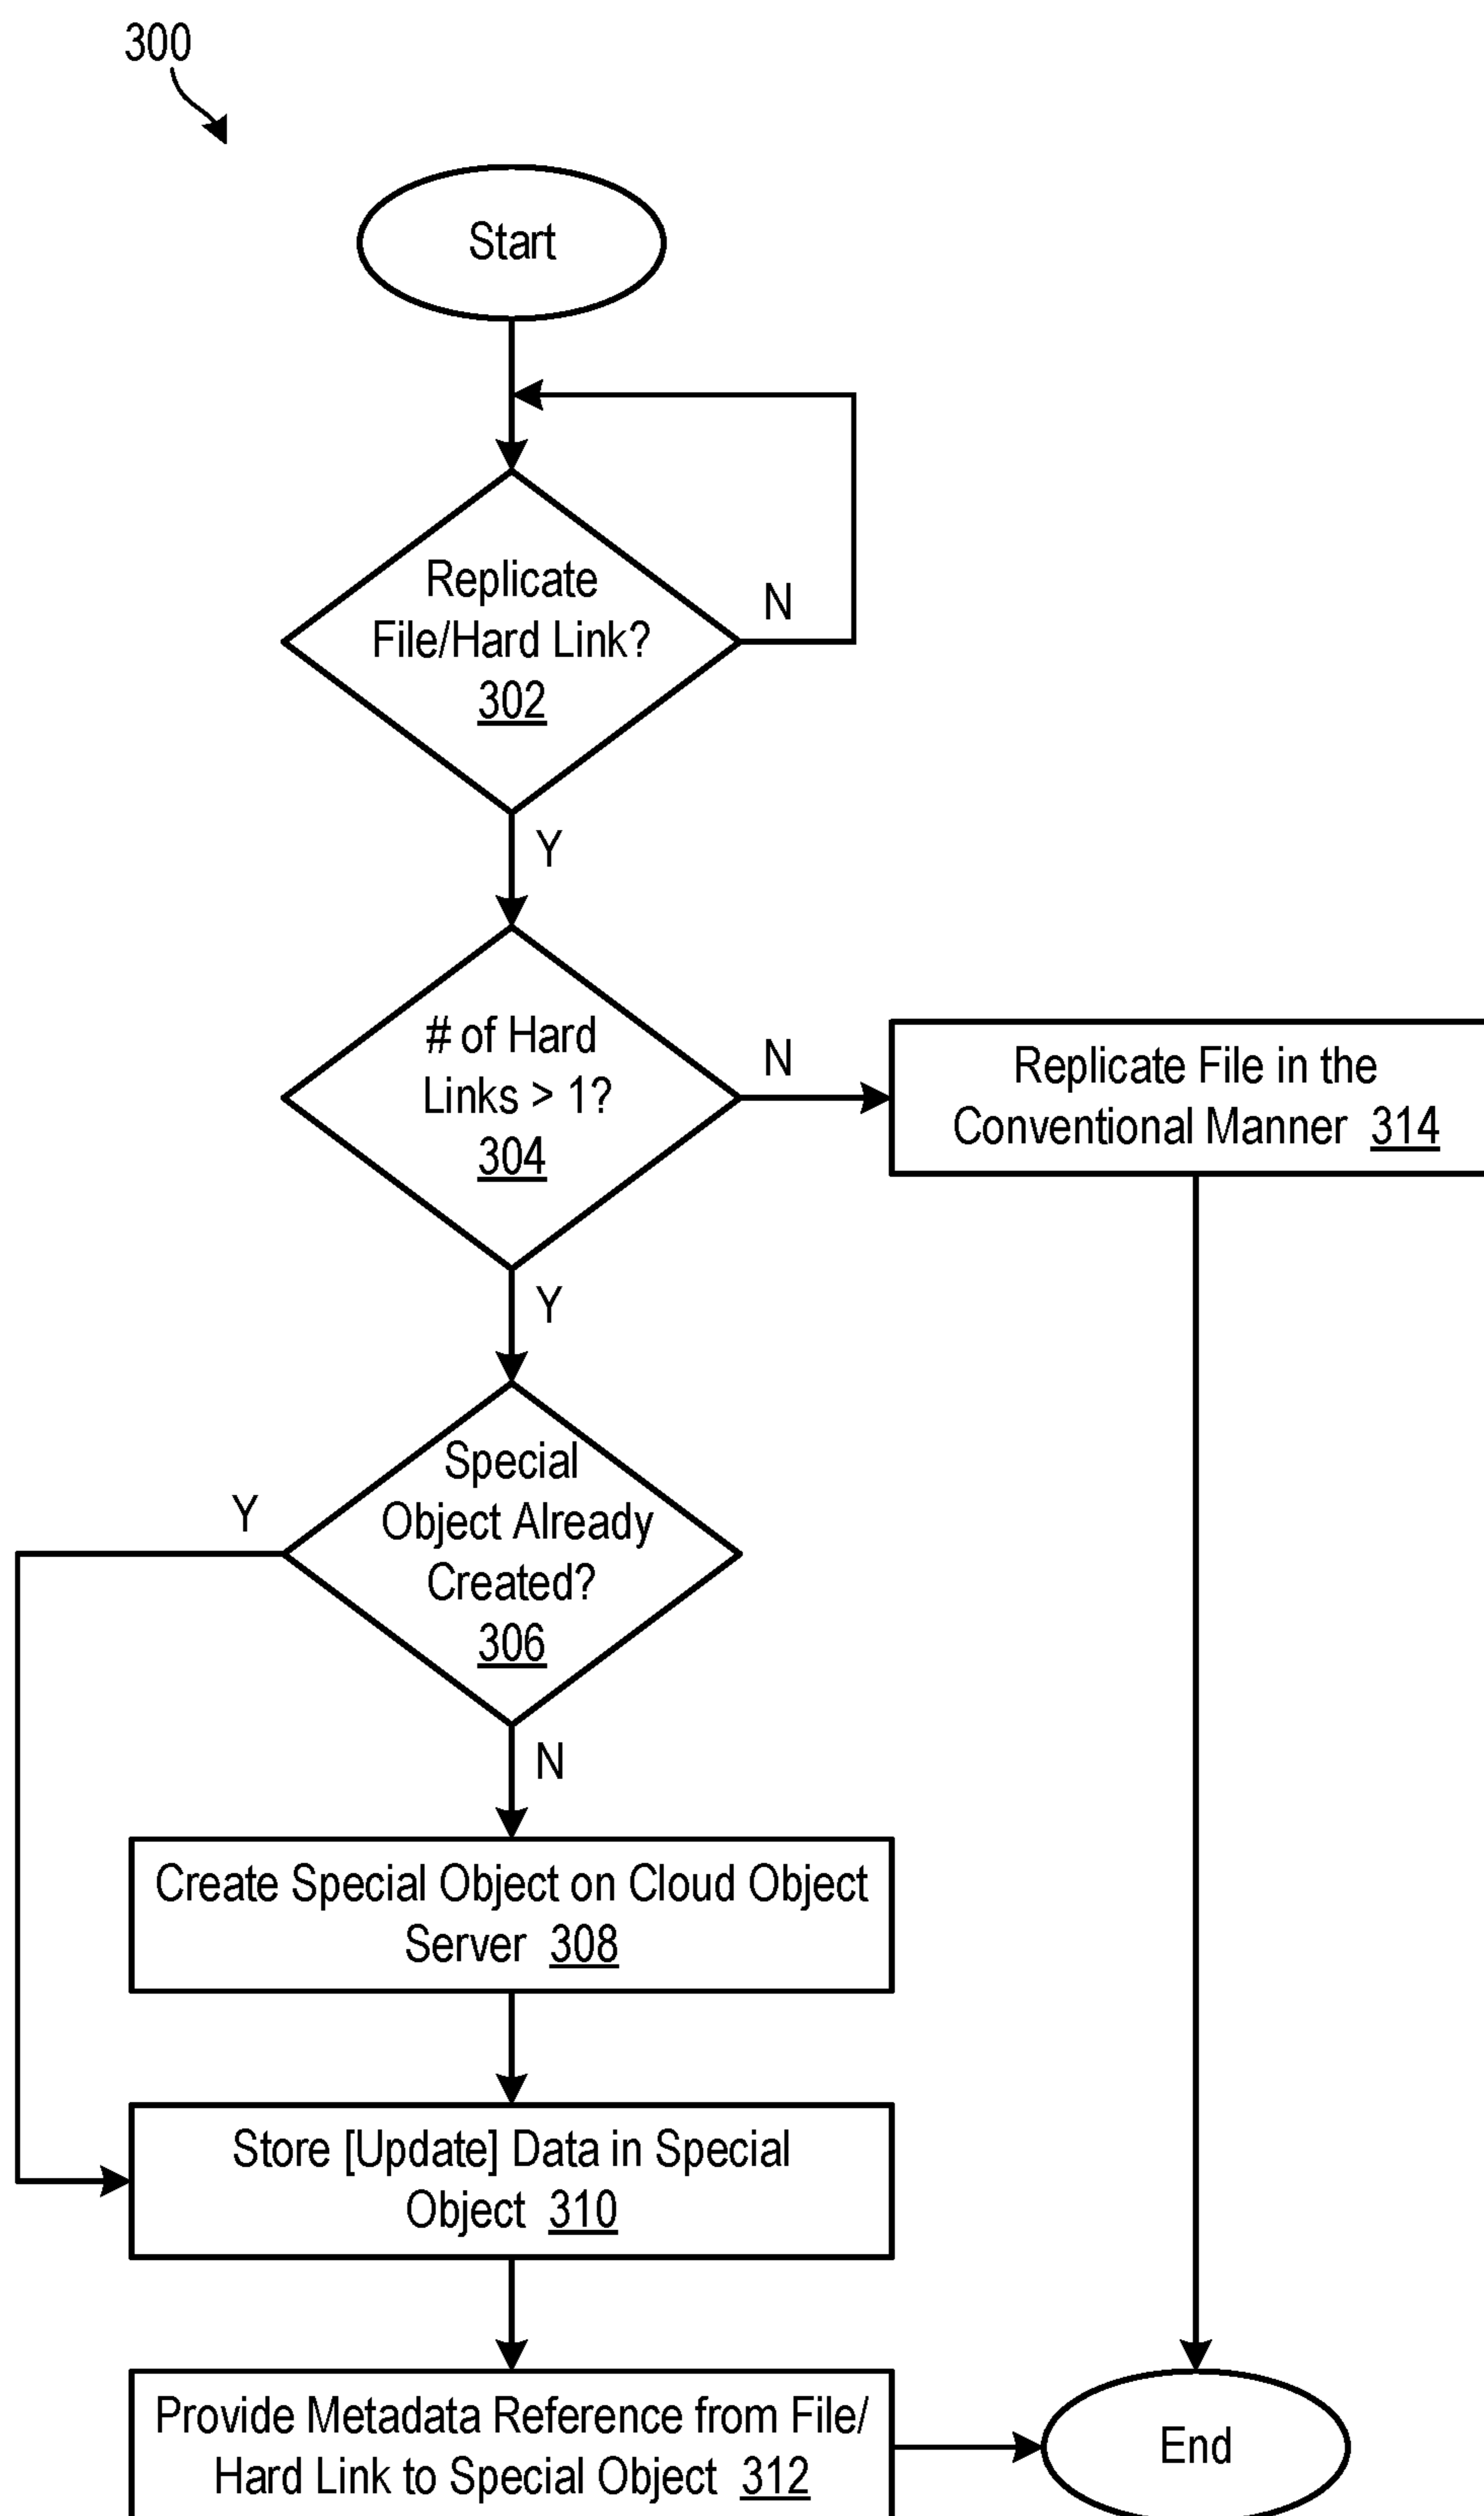 300
Start
Replicate
File/Hard Link?
302
N
Y
# of Hard
Links > 1?
304
N
Replicate File in the
Conventional Manner 314
Y
Special
Object Already
Created?
306
Y
N
Create Special Object on Cloud Object
Server 308
Store [Update] Data in Special
Object 310
Provide Metadata Reference from File/
Hard Link to Special Object 312
End